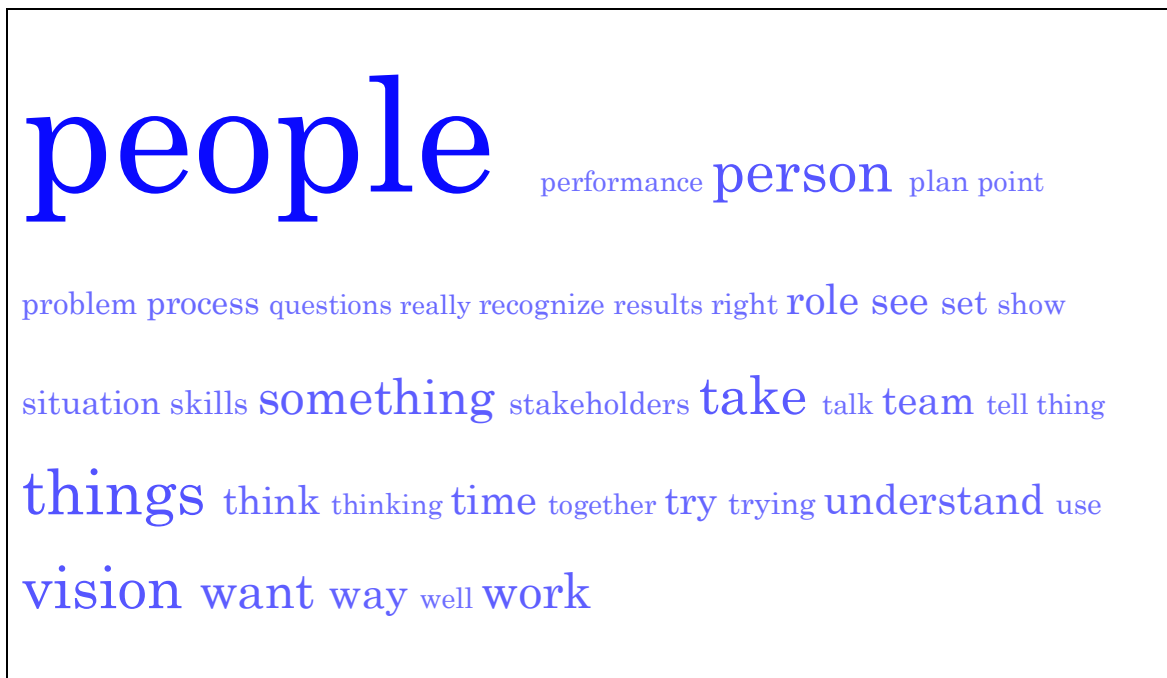 people performance person plan point
problem process questions really recognize results right role see set show
situation skills something stakeholders take talk team tell thing
things think thinking time together try trying understand use
vision want way well work